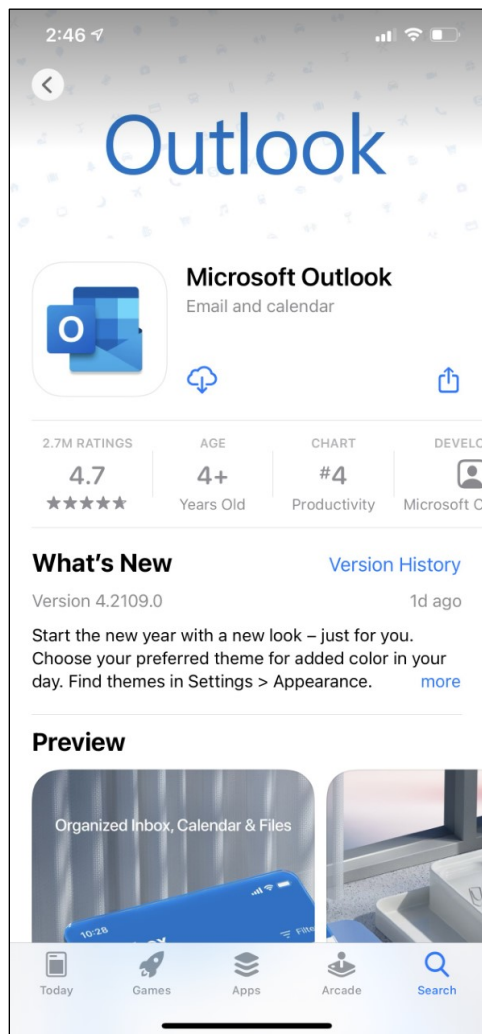 2:46
Outlook
Microsoft Outlook
Email and calendar
O
2.7M RATINGS
AGE
CHART
DEVELO
4.7
4+
#4
Years Old
Productivity
Microsoft C
What's New
Version History
Version 4.2109.0
1d ago
Start the new year with a new look – just for you.
Choose your preferred theme for added color in your
day. Find themes in Settings > Appearance.
more
Preview
Organized Inbox, Calendar & Files
10:28
Filte
Today
Games
Apps
Arcade
Search